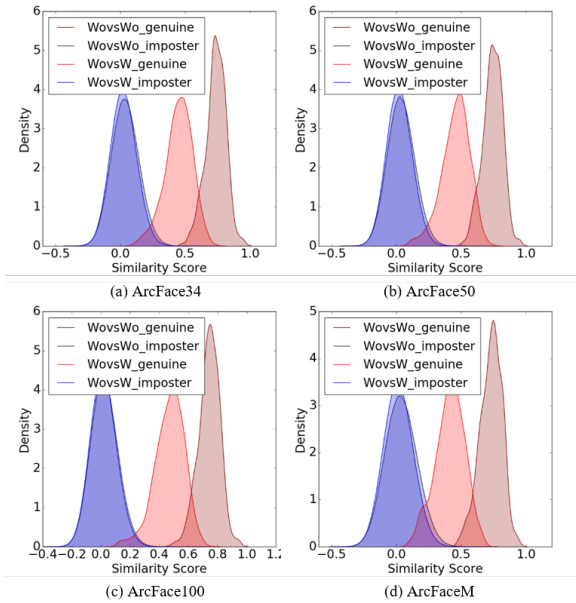 6
5
4
3
2
1
0
Density
WovsWo_genuine
WovsWo_imposter
WovsW_genuine
WovsW_imposter
−0.5 0.0 0.5 1.0
Similarity Score
(a) ArcFace34
6
5
4
3
2
1
0
Density
WovsWo_genuine
WovsWo_imposter
WovsW_genuine
WovsW_imposter
−0.5 0.0 0.5 1.0
Similarity Score
(b) ArcFace50
6
5
4
3
2
1
0
Density
WovsWo_genuine
WovsWo_imposter
WovsW_genuine
WovsW_imposter
−0.4−0.2 0.0 0.2 0.4 0.6 0.8 1.0
Similarity Score
(c) ArcFace100
5
4
3
2
1
0
Density
WovsWo_genuine
WovsWo_imposter
WovsW_genuine
WovsW_imposter
−0.5 0.0 0.5 1.0
Similarity Score
(d) ArcFaceM